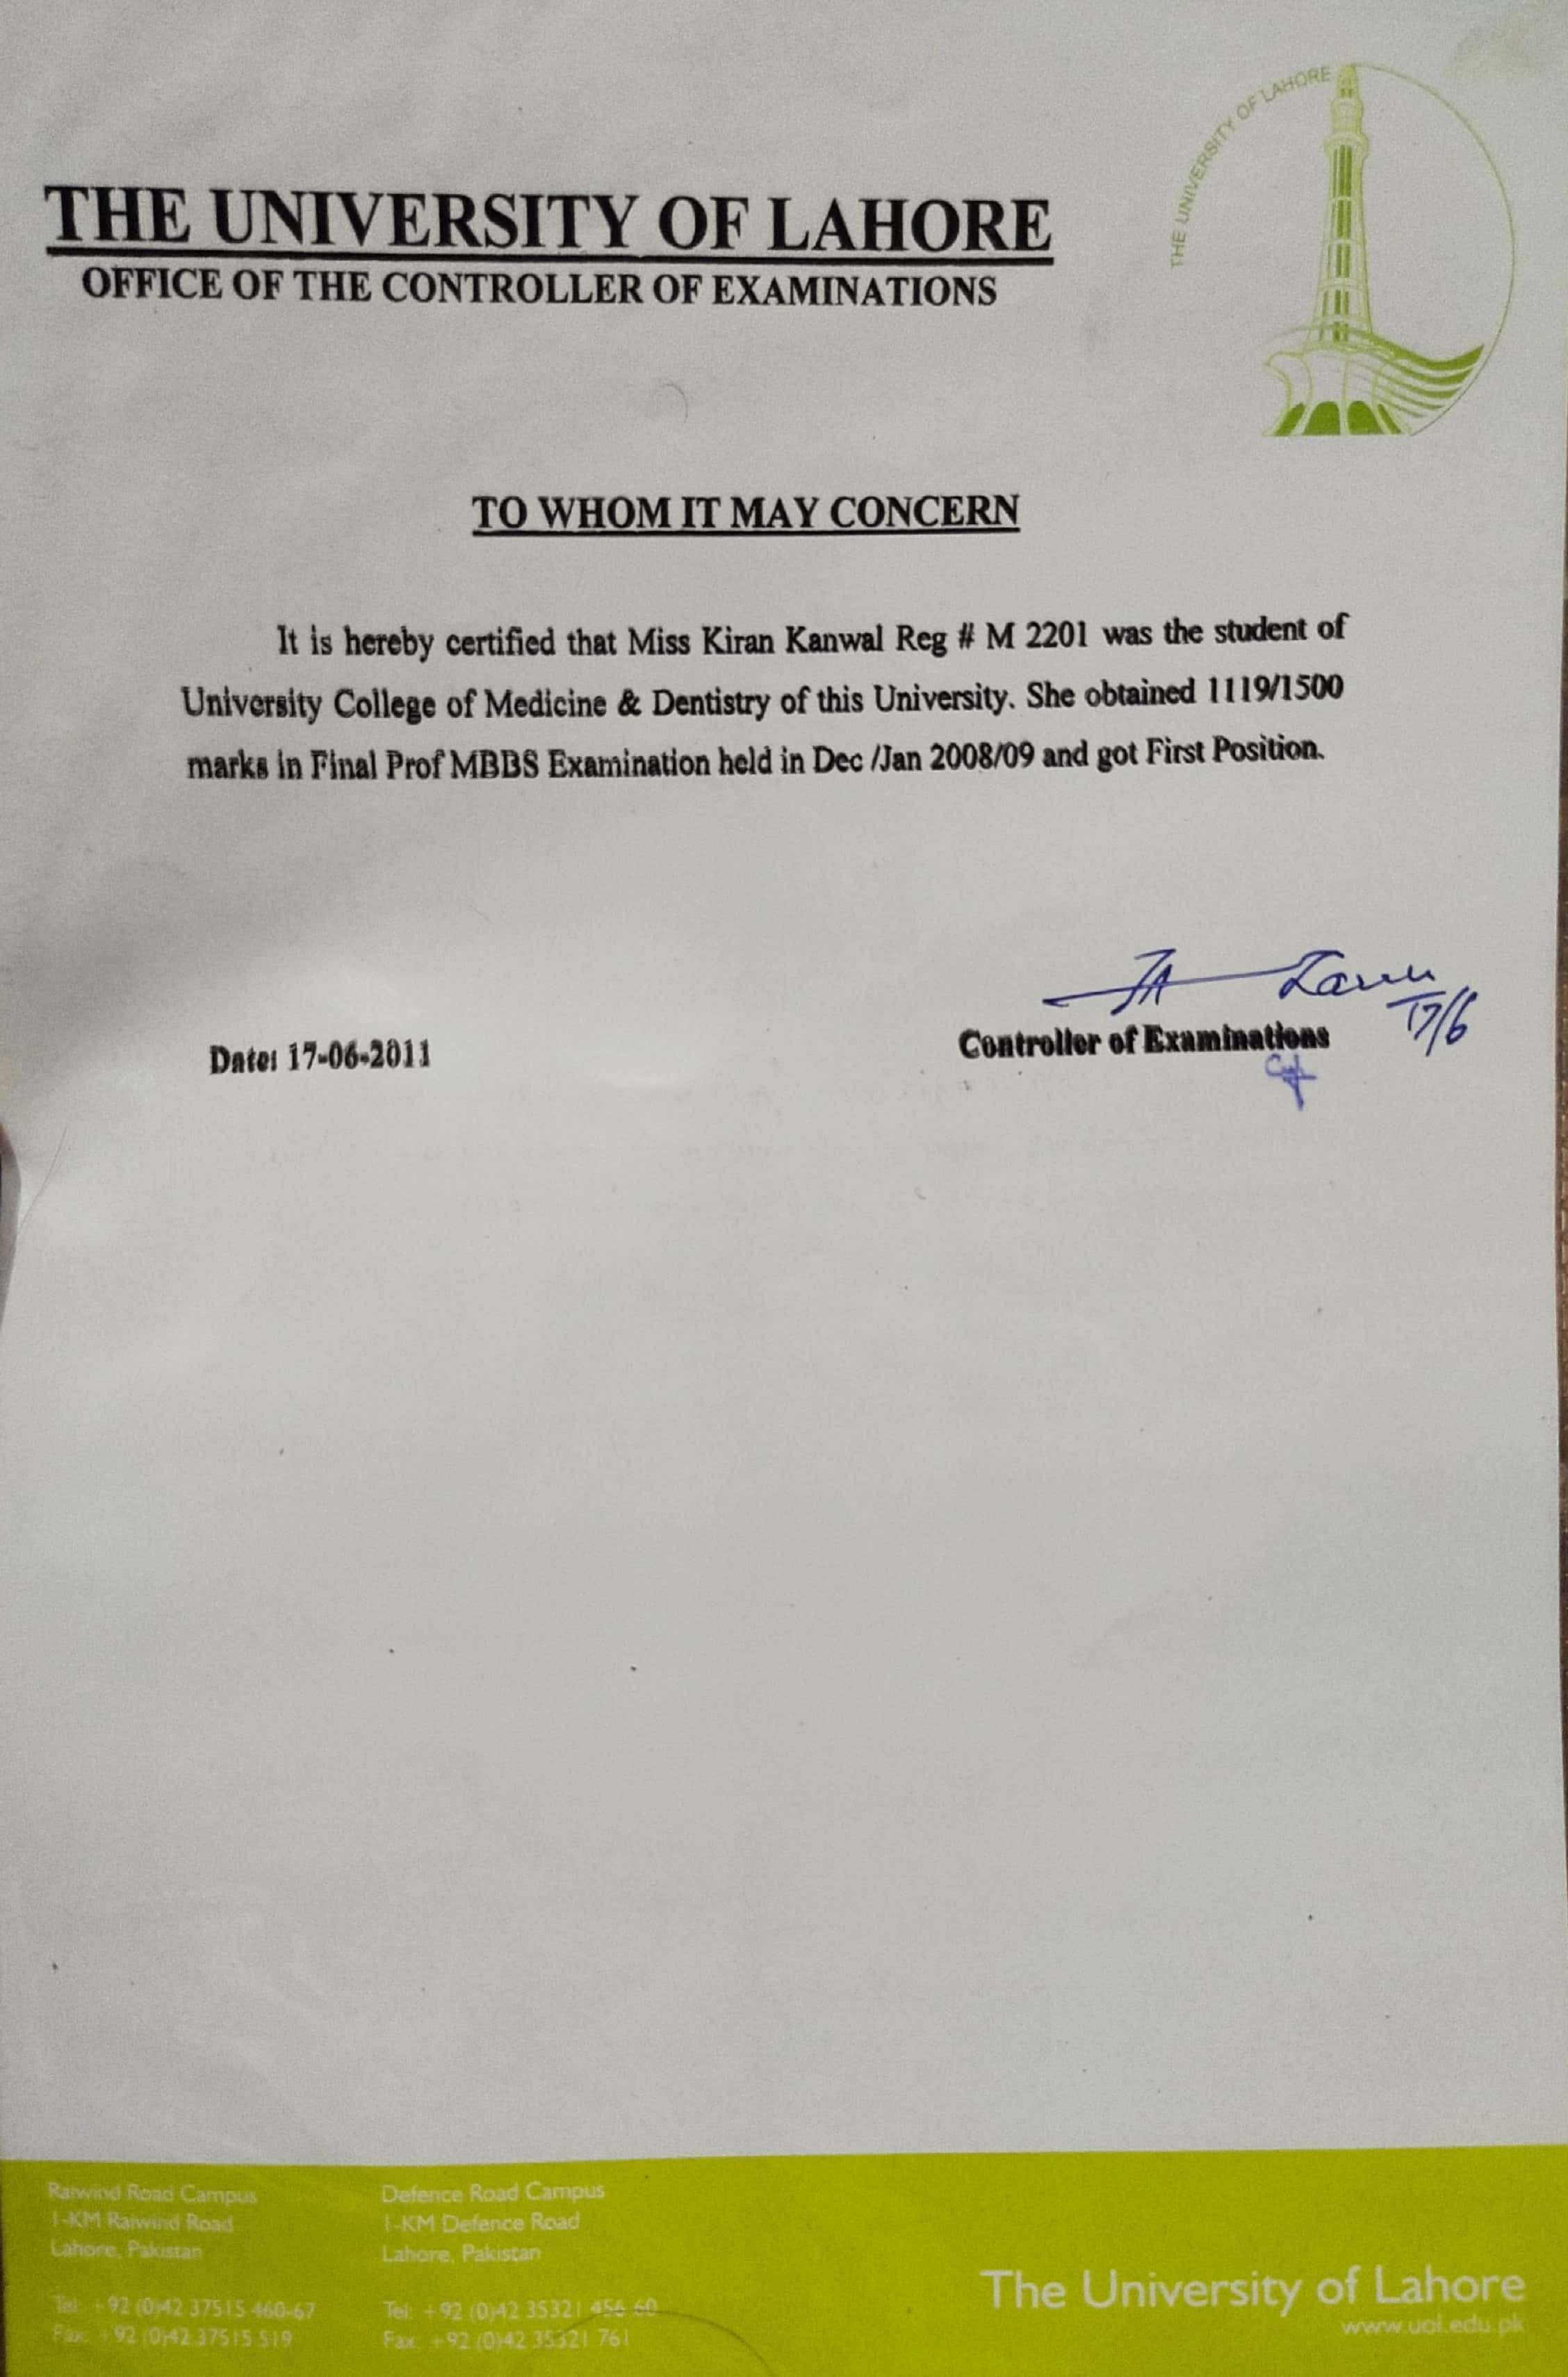 THE UNIVERSITY OF LAHORE
THE UNIVERSITY OF LAHORE
OFFICE OF THE CONTROLLER OF EXAMINATIONS
TO WHOM IT MAY CONCERN
It is hereby certified that Miss Kiran Kanwal Reg # M 2201 was the student of
University College of Medicine & Dentistry of this University. She obtained 1119/1500
marks in Final Prof MBBS Examination held in Dec /Jan 2008/09 and got First Position.
17/6
Date: 17-06-2011
Controller of Examinations
Raiwind Road Campus
1-KM Raiwind Road
Lahore, Pakistan
Tel: +92 (0)42 37515 460-67
Fax: +92 (0)42 37515 519
Defence Road Campus
1-KM Defence Road
Lahore, Pakistan
Tel: +92 (0)42 35321 456-60
Fax: +92 (0)42 35321 761
The University of Lahore
www.uol.edu.pk